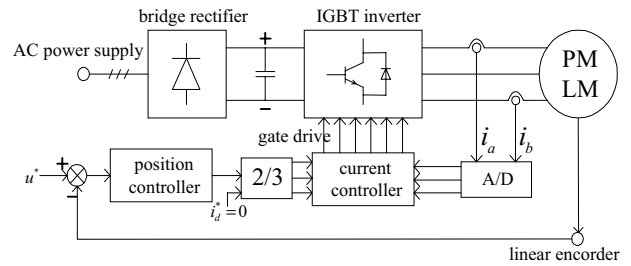 bridge rectifier
IGBT inverter
AC power supply
+
−
PM
LM
gate drive
i_a
i_b
u*
+
−
position
controller
2/3
i_d^*=0
current
controller
A/D
linear encorder